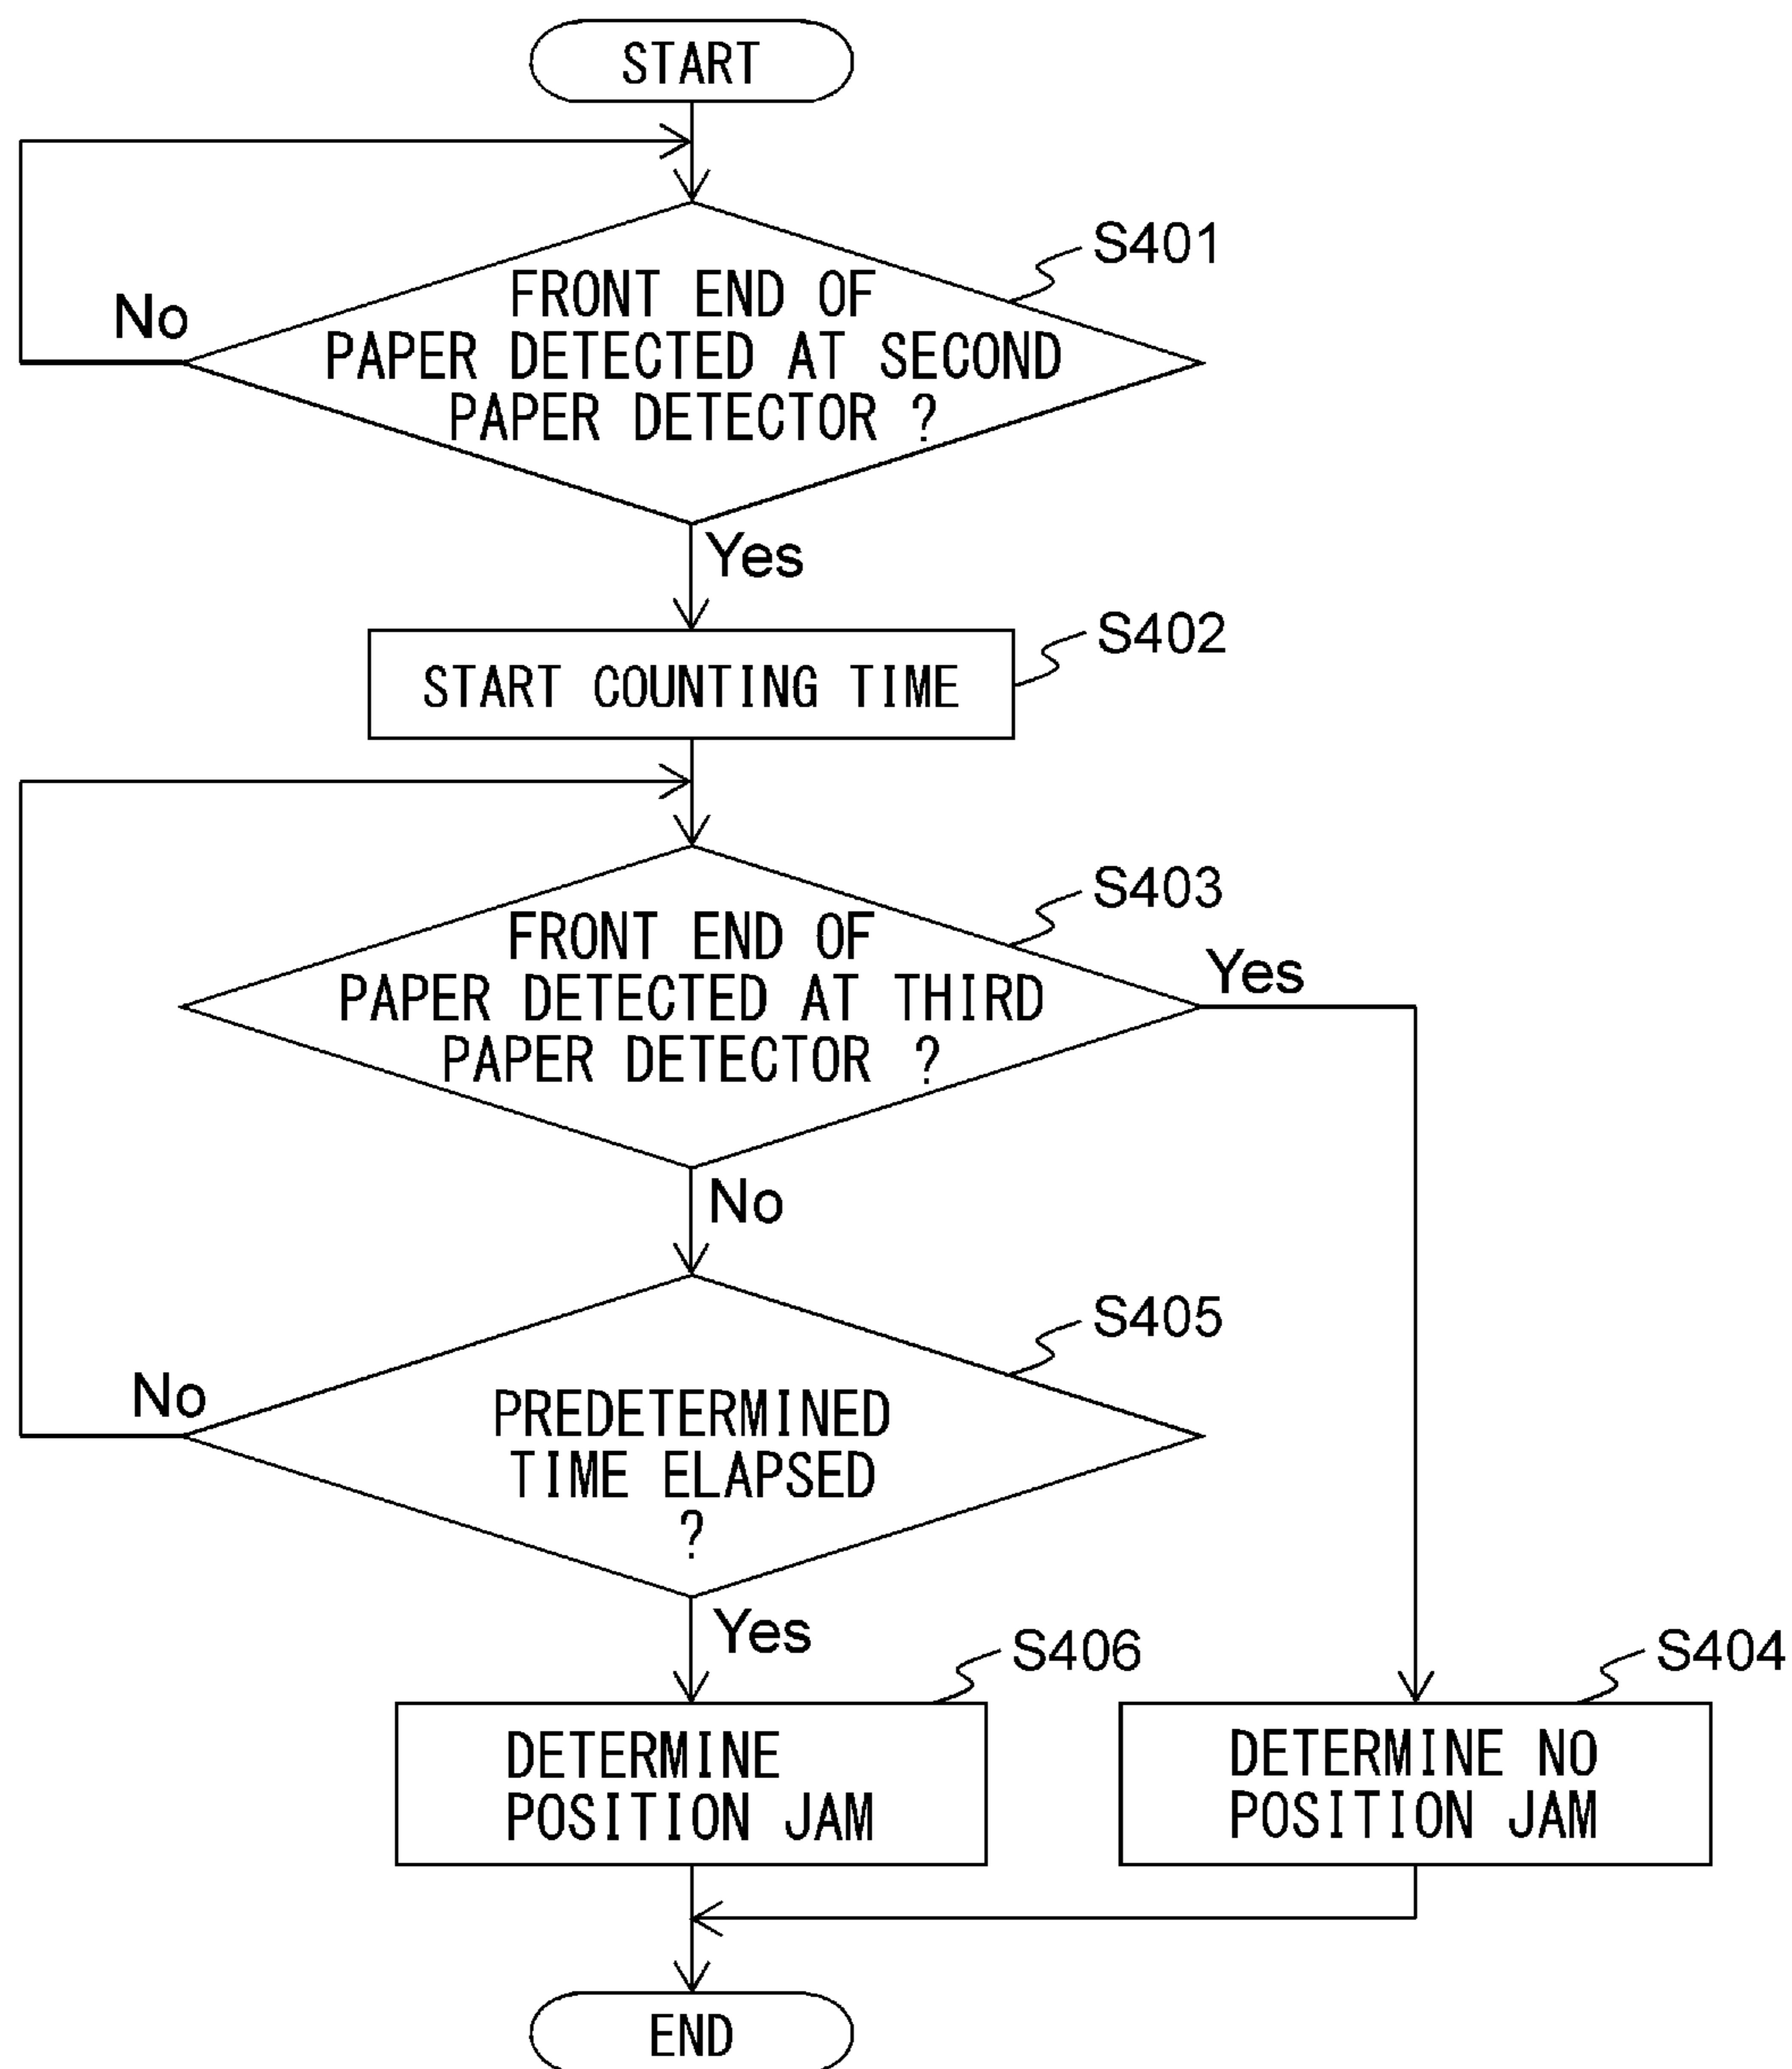 START
S401
FRONT END OF
PAPER DETECTED AT SECOND
PAPER DETECTOR ?
No
Yes
S402
START COUNTING TIME
S403
FRONT END OF
PAPER DETECTED AT THIRD
PAPER DETECTOR ?
Yes
No
S405
No
PREDETERMINED
TIME ELAPSED
?
Yes
S406
DETERMINE
POSITION JAM
S404
DETERMINE NO
POSITION JAM
END